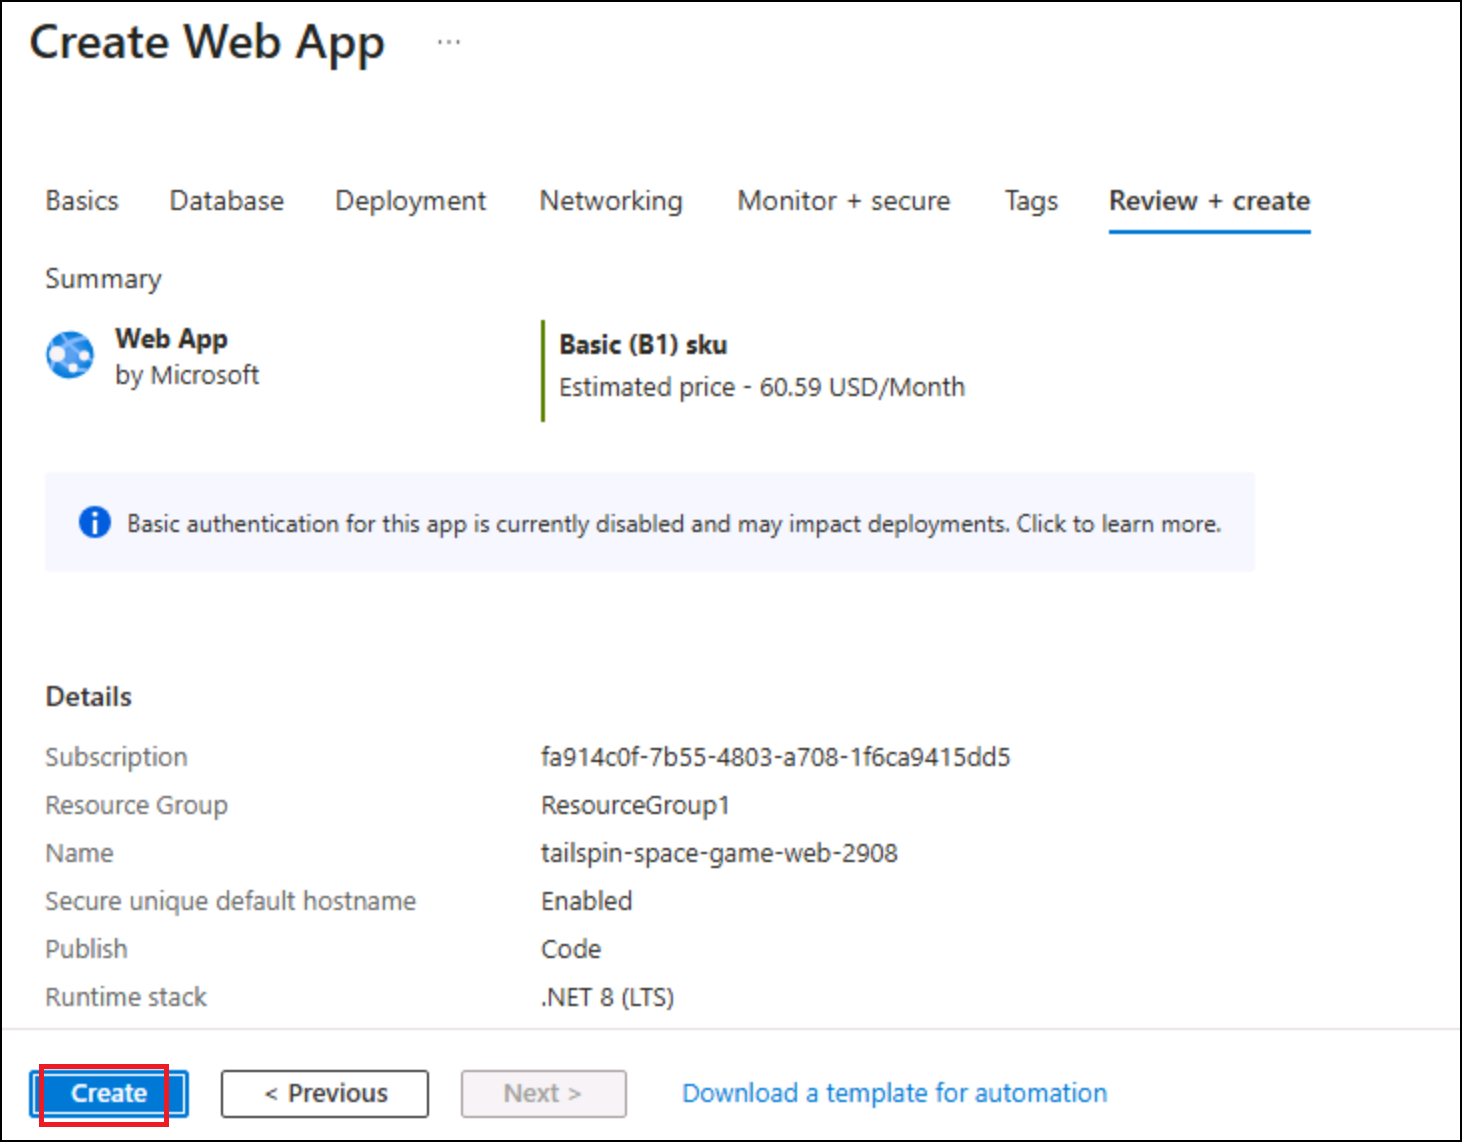 Create Web App ...
Basics Database Deployment Networking Monitor + secure Tags Review + create
Summary
Web App
by Microsoft
Basic (B1) sku
Estimated price - 60.59 USD/Month
Basic authentication for this app is currently disabled and may impact deployments. Click to learn more.
Details
Subscription fa914c0f-7b55-4803-a708-1f6ca9415dd5
Resource Group ResourceGroup1
Name tailspin-space-game-web-2908
Secure unique default hostname Enabled
Publish Code
Runtime stack .NET 8 (LTS)
Create < Previous Next > Download a template for automation